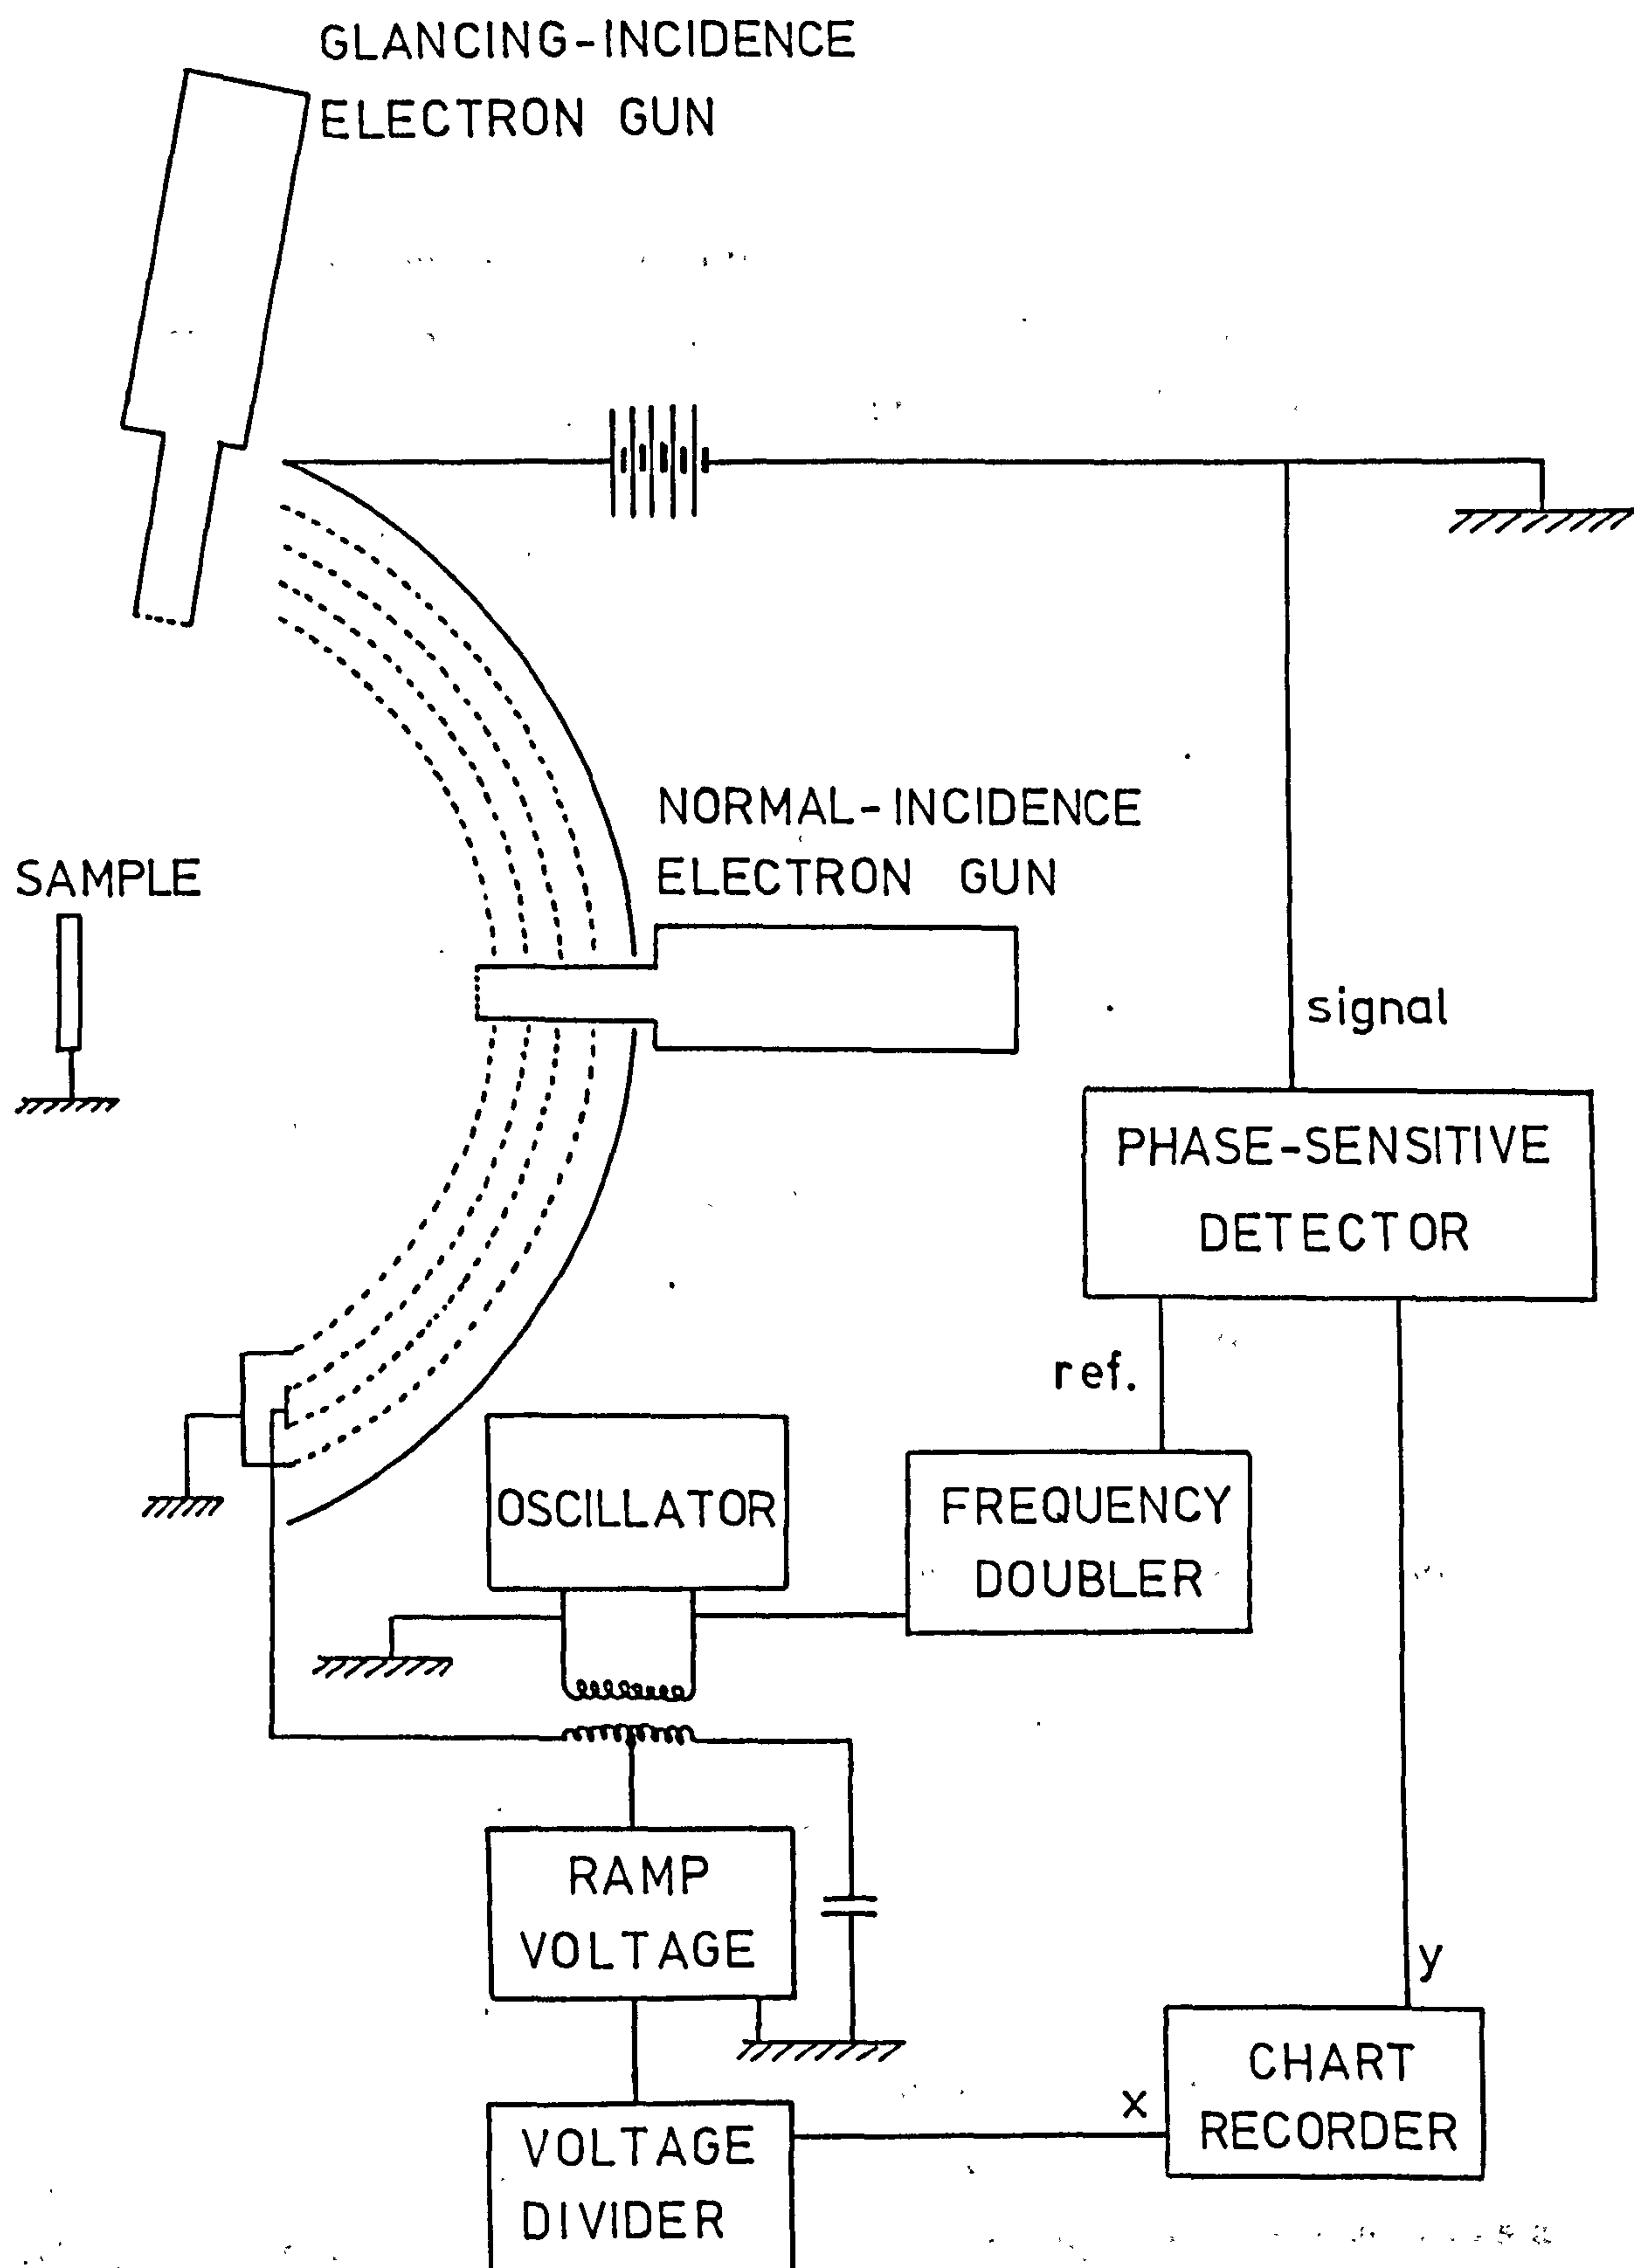 GLANCING-INCIDENCE
ELECTRON GUN
NORMAL-INCIDENCE
ELECTRON GUN
SAMPLE
signal
PHASE-SENSITIVE
DETECTOR
ref.
OSCILLATOR
FREQUENCY
DOUBLER
RAMP
VOLTAGE
y
CHART
RECORDER
x
VOLTAGE
DIVIDER